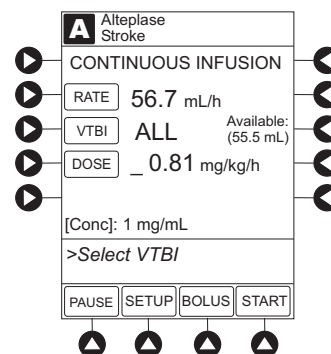 A Alteplase
Stroke
CONTINUOUS INFUSION
RATE 56.7 mL/h
VTBI ALL Available:
(55.5 mL)
DOSE _ 0.81 mg/kg/h
[Conc]: 1 mg/mL
>Select VTBI
PAUSE SETUP BOLUS START